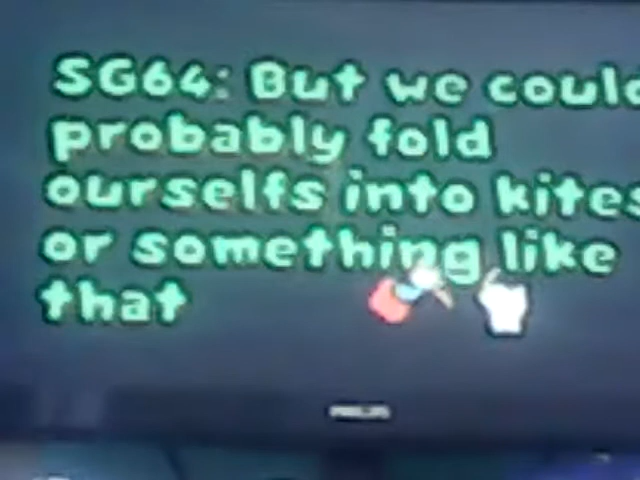 SG64: But we could
probably fold
ourselfs into kites
or something like
that
PHILIPS